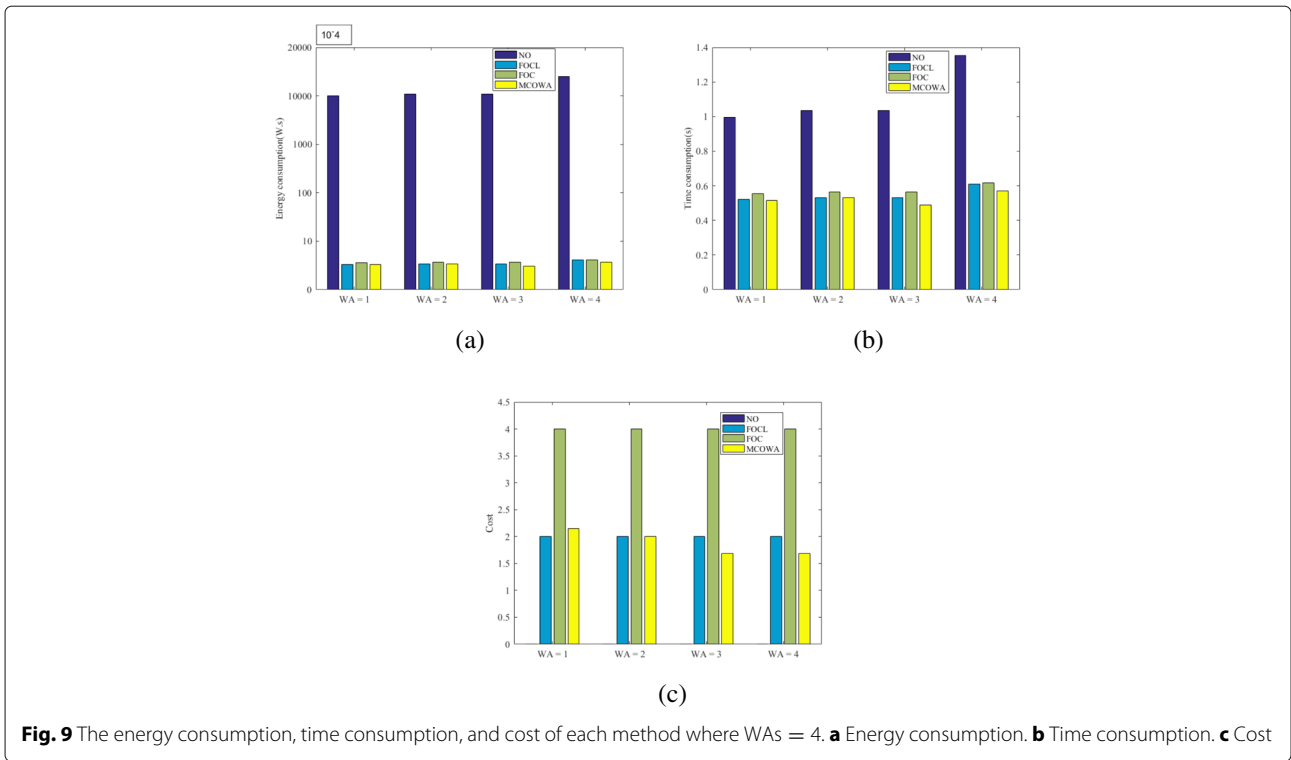 10^4
20000
10000
1000
100
10
0
Energy consumption(W.s)
NO
FOCL
FOC
MCOWA
WA = 1
WA = 2
WA = 3
WA = 4
(a)
1.4
1.2
1
0.8
0.6
0.4
0.2
0
Time consumption(s)
NO
FOCL
FOC
MCOWA
WA = 1
WA = 2
WA = 3
WA = 4
(b)
4.5
4
3.5
3
2.5
2
1.5
1
0.5
0
Cost
NO
FOCL
FOC
MCOWA
WA = 1
WA = 2
WA = 3
WA = 4
(c)
Fig. 9 The energy consumption, time consumption, and cost of each method where WAs = 4. a Energy consumption. b Time consumption. c Cost